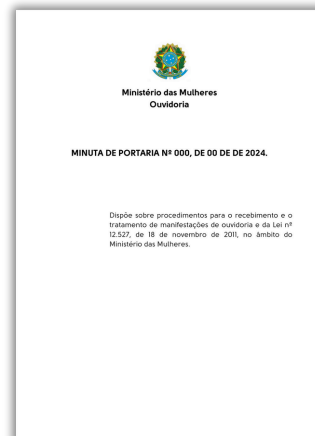 Ministério das Mulheres
Ouvidoria
MINUTA DE PORTARIA Nº 000, DE 00 DE DE 2024.
Dispõe sobre procedimentos para o recebimento e o
tratamento de manifestações de ouvidoria e da Lei nº
12.527, de 18 de novembro de 2011, no âmbito do
Ministério das Mulheres.